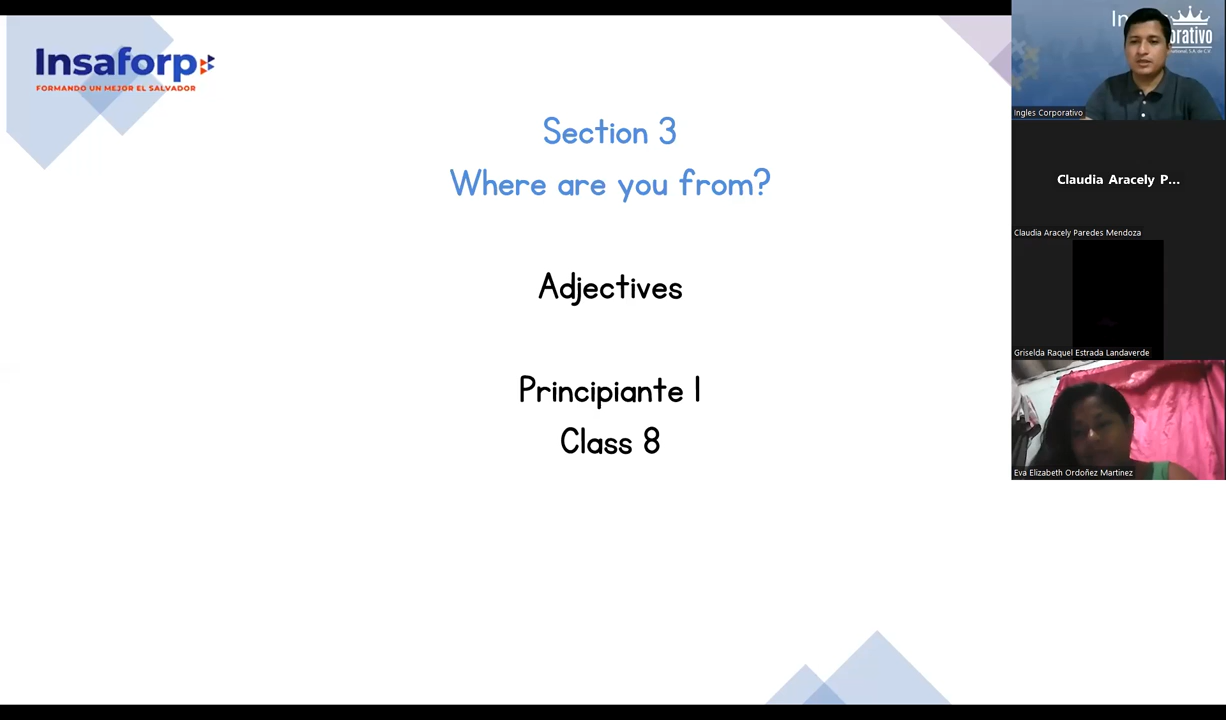 Insaforp
FORMANDO UN MEJOR EL SALVADOR
Section 3
Where are you from?
Adjectives
Principiante 1
Class 8
Ingles Corporativo
Claudia Aracely P...
Claudia Aracely Paredes Mendoza
Griselda Raquel Estrada Landaverde
Eva Elizabeth Ordoñez Martinez